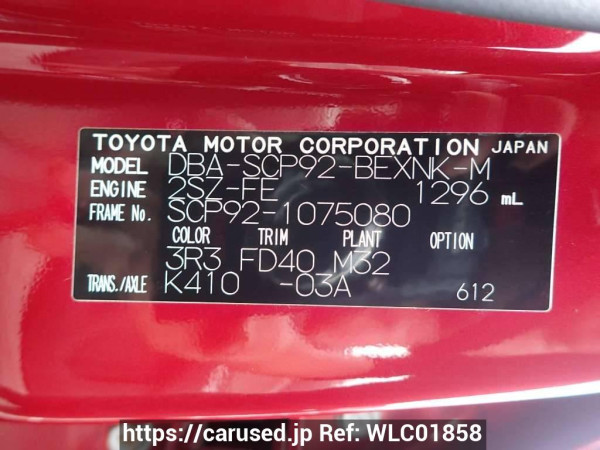 TOYOTA MOTOR CORPORATION JAPAN
MODEL DBA-SCP92-BEXNK-M
ENGINE 2SZ-FE 1296 mL
FRAME No. SCP92-1075080
COLOR TRIM PLANT OPTION
3R3 FD40 M32
TRANS./AXLE K410 -03A 612
https://carused.jp Ref: WLC01858